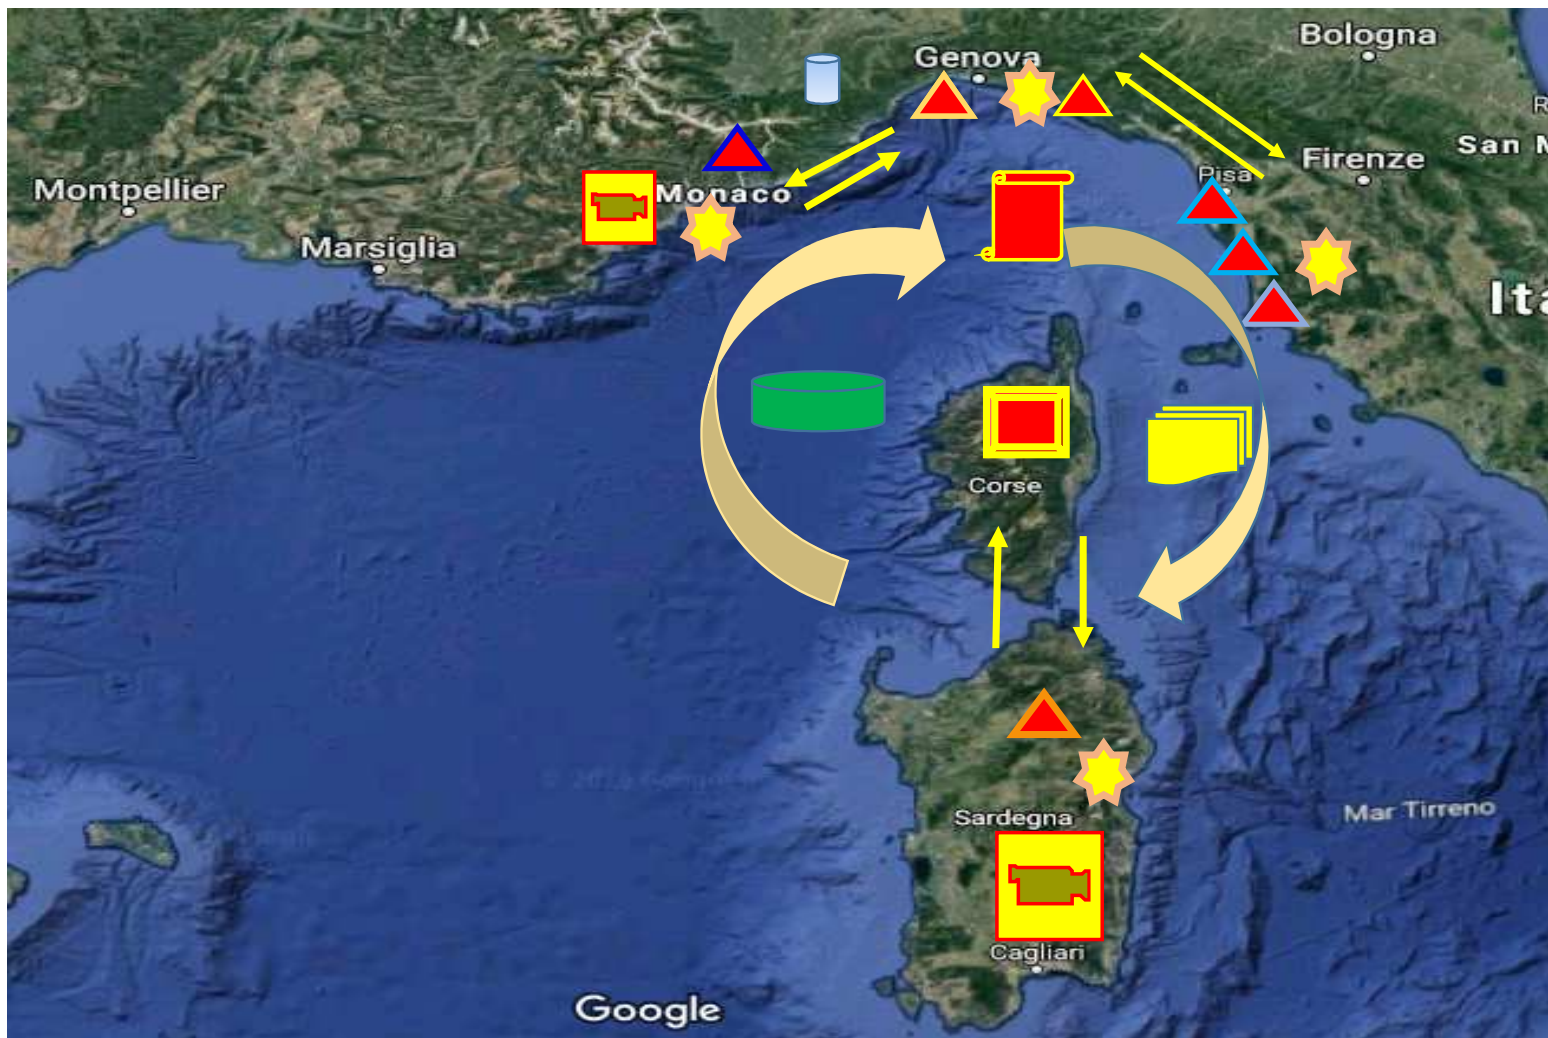 Bologna
Genova
San M
Firenze
Pisa
Monaco
Montpellier
Marsiglia
Ita
Corse
Mar Tirreno
Sardegna
Cagliari
Google